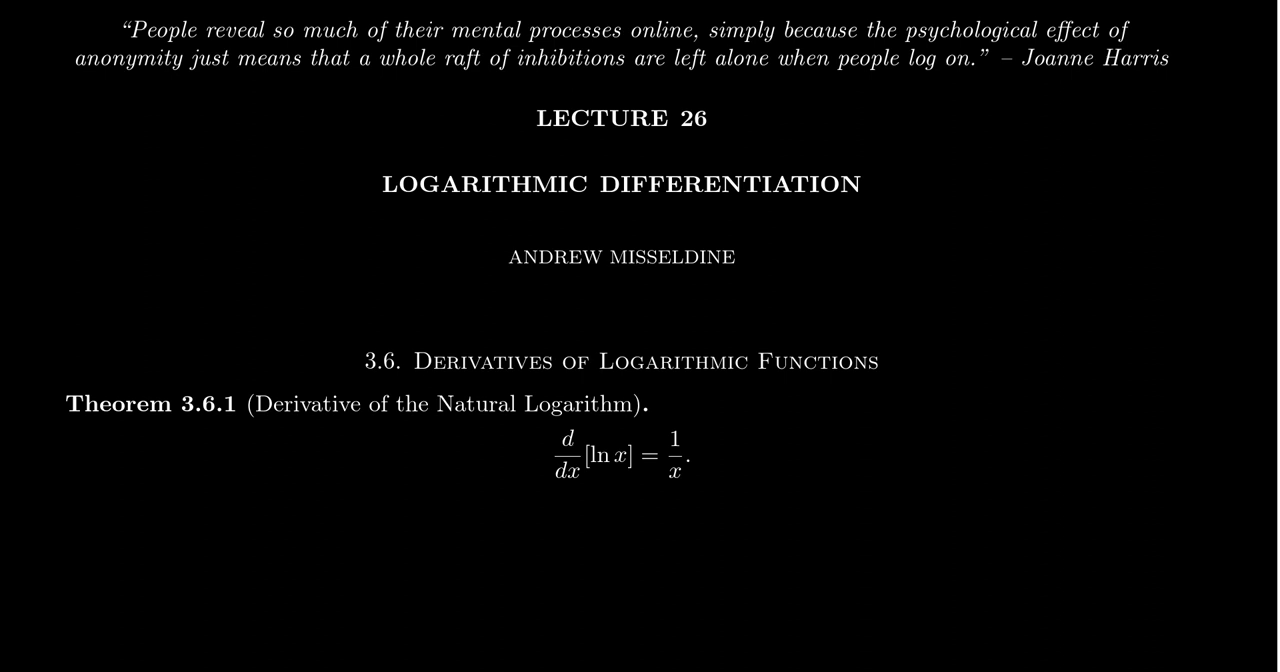 “People reveal so much of their mental processes online, simply because the psychological effect of
anonymity just means that a whole raft of inhibitions are left alone when people log on.” – Joanne Harris
LECTURE 26
LOGARITHMIC DIFFERENTIATION
ANDREW MISSELDINE
3.6. Derivatives of Logarithmic Functions
Theorem 3.6.1 (Derivative of the Natural Logarithm).
d/dx [ln x] = 1/x.